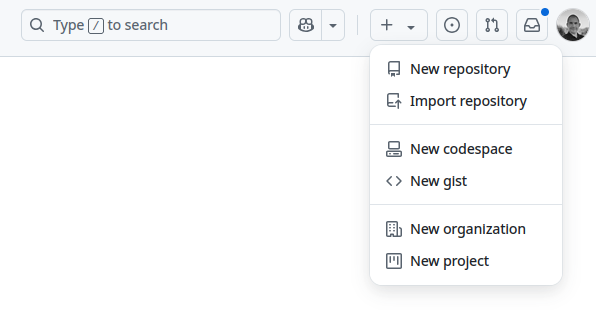 Type / to search
New repository
Import repository
New codespace
New gist
New organization
New project